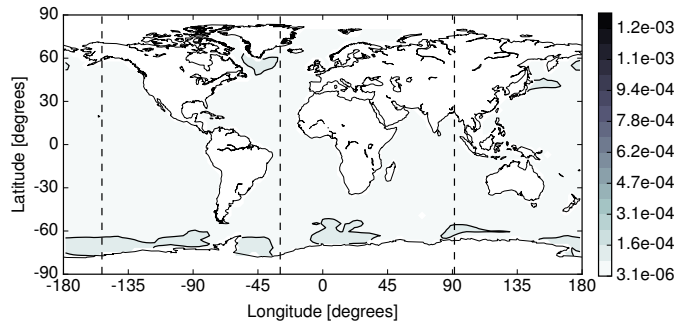 90
60
30
0
-30
-60
-90
Latitude [degrees]
-180 -135 -90 -45 0 45 90 135 180
Longitude [degrees]
1.2e-03
1.1e-03
9.4e-04
7.8e-04
6.2e-04
4.7e-04
3.1e-04
1.6e-04
3.1e-06